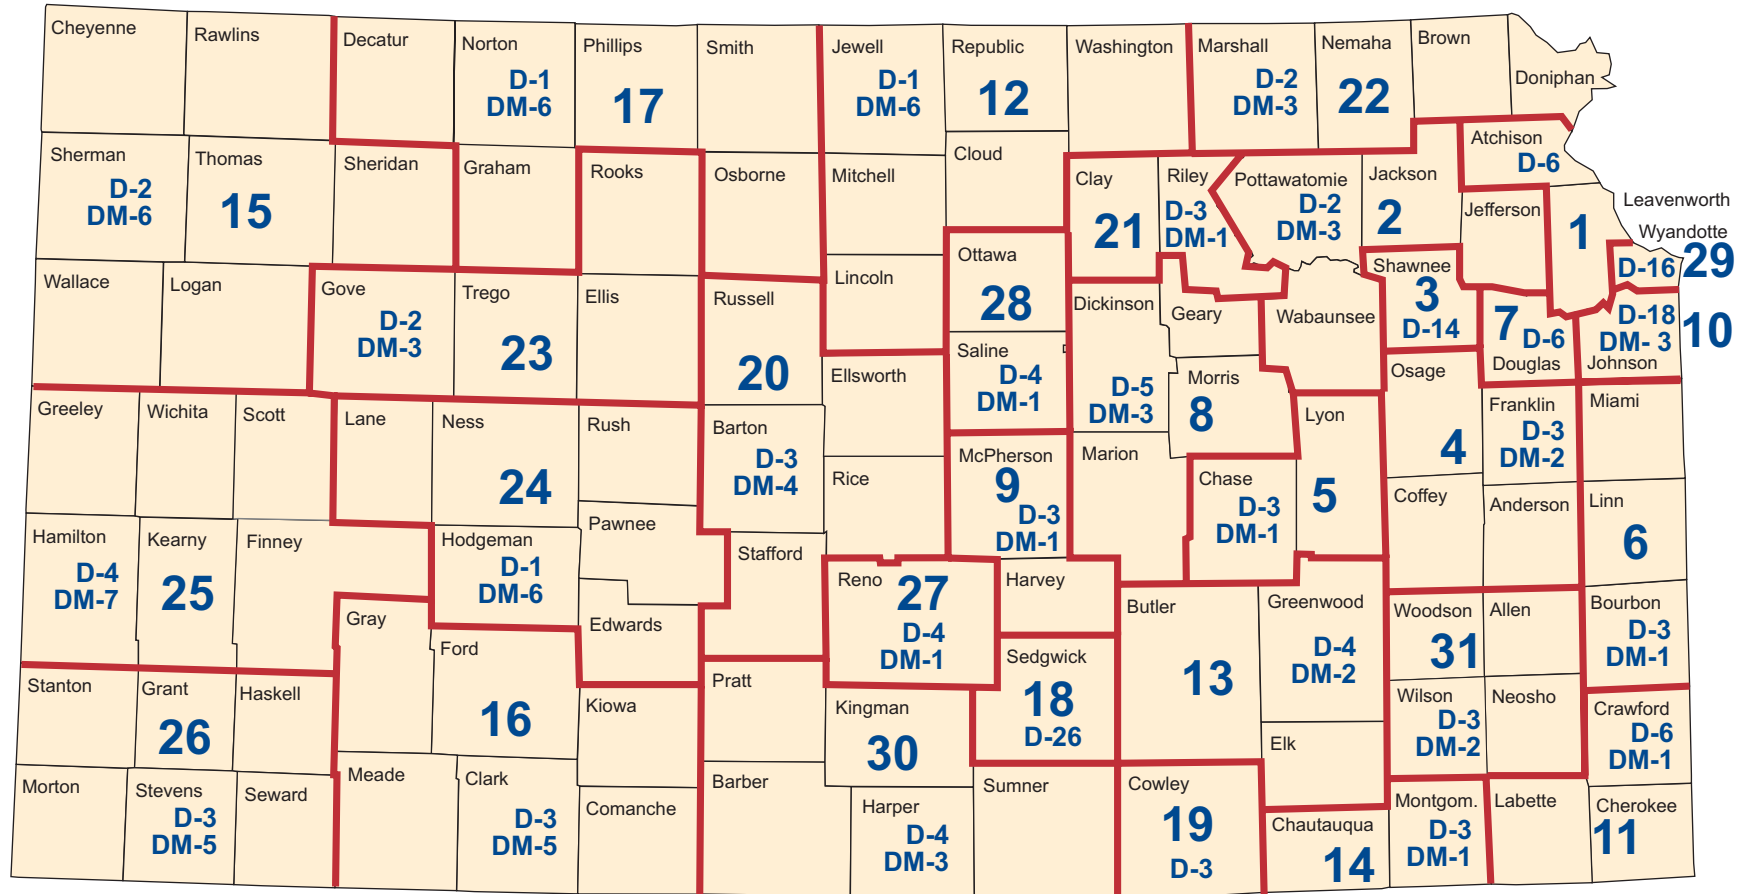 Cheyenne
Rawlins
Decatur
Norton
D-1
DM-6
Phillips
17
Smith
Jewell
D-1
DM-6
Republic
12
Washington
Marshall
D-2
DM-3
Nemaha
22
Brown
Doniphan
Sherman
D-2
DM-6
Thomas
15
Sheridan
Graham
Rooks
Osborne
Mitchell
Cloud
Clay
21
Riley
D-3
DM-1
Pottawatomie
D-2
DM-3
Jackson
2
Atchison
D-6
Jefferson
1
Leavenworth
Wyandotte
D-16
29
Wallace
Logan
Gove
D-2
DM-3
Trego
23
Ellis
Russell
20
Lincoln
Ottawa
28
Saline
D-4
DM-1
Dickinson
D-5
DM-3
Geary
Wabaunsee
Shawnee
3
D-14
7
D-6
Douglas
D-18
DM- 3
Johnson
10
Ellsworth
Morris
8
Osage
4
Greeley
Wichita
Scott
Lane
Ness
24
Rush
Barton
D-3
DM-4
Rice
McPherson
9
D-3
DM-1
Marion
Chase
D-3
DM-1
Lyon
5
Franklin
D-3
DM-2
Miami
Coffey
Anderson
Linn
6
Hamilton
D-4
DM-7
Kearny
25
Finney
Hodgeman
D-1
DM-6
Pawnee
Stafford
Edwards
Reno
27
D-4
DM-1
Harvey
Butler
13
Greenwood
D-4
DM-2
Woodson
31
Allen
Bourbon
D-3
DM-1
Gray
Ford
16
Stanton
Grant
26
Haskell
Kiowa
Pratt
Kingman
30
Sedgwick
18
D-26
Elk
Wilson
D-3
DM-2
Neosho
Crawford
D-6
DM-1
Morton
Stevens
D-3
DM-5
Seward
Meade
Clark
D-3
DM-5
Comanche
Barber
Harper
D-4
DM-3
Sumner
Cowley
19
D-3
Chautauqua
14
Montgom.
D-3
DM-1
Labette
Cherokee
11